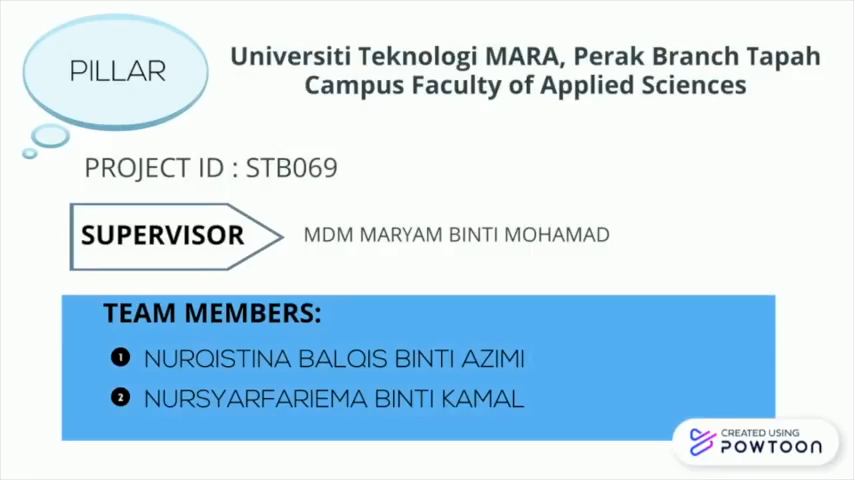 PILLAR
Universiti Teknologi MARA, Perak Branch Tapah
Campus Faculty of Applied Sciences
PROJECT ID : STB069
SUPERVISOR
MDM MARYAM BINTI MOHAMAD
TEAM MEMBERS:
1 NURQISTINA BALQIS BINTI AZIMI
2 NURSYARFARIEMA BINTI KAMAL
CREATED USING
POWTOON